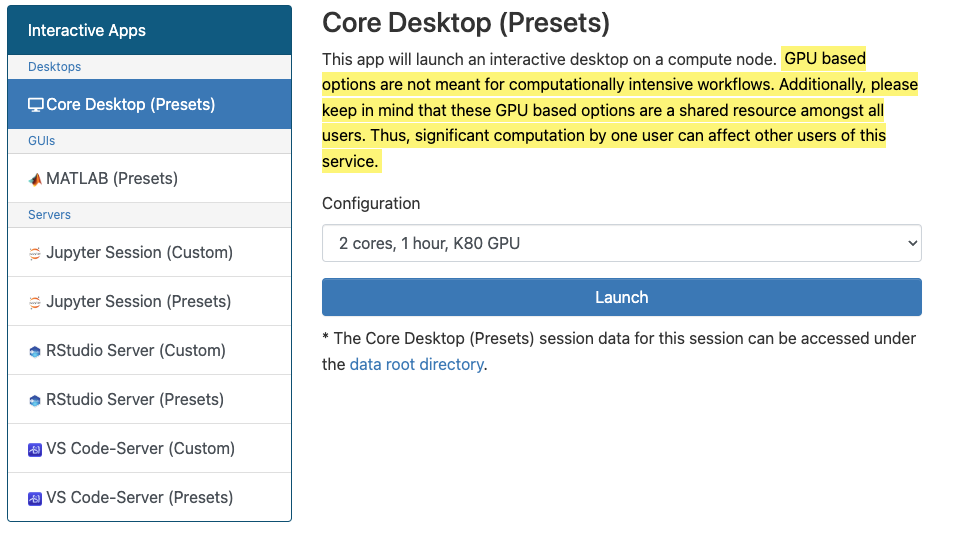 Interactive Apps
Desktops
Core Desktop (Presets)
GUIs
MATLAB (Presets)
Servers
Jupyter Session (Custom)
Jupyter Session (Presets)
RStudio Server (Custom)
RStudio Server (Presets)
VS Code-Server (Custom)
VS Code-Server (Presets)
Core Desktop (Presets)
This app will launch an interactive desktop on a compute node. GPU based
options are not meant for computationally intensive workflows. Additionally, please
keep in mind that these GPU based options are a shared resource amongst all
users. Thus, significant computation by one user can affect other users of this
service.
Configuration
2 cores, 1 hour, K80 GPU
Launch
* The Core Desktop (Presets) session data for this session can be accessed under
the data root directory.